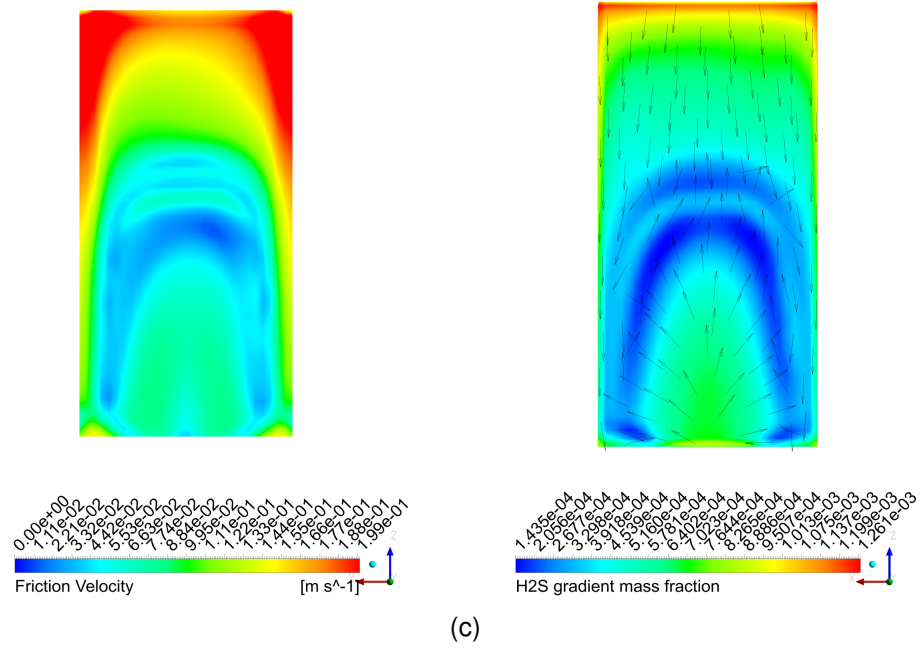 0.00e+00
1.11e-02
2.21e-02
3.32e-02
4.42e-02
5.53e-02
6.63e-02
7.74e-02
8.84e-02
9.95e-02
1.11e-01
1.22e-01
1.33e-01
1.44e-01
1.55e-01
1.66e-01
1.77e-01
1.88e-01
1.99e-01
Z
Friction Velocity [m s^-1]
1.435e-04
2.056e-04
2.677e-04
3.298e-04
3.918e-04
4.539e-04
5.160e-04
5.781e-04
6.402e-04
7.023e-04
7.644e-04
8.265e-04
8.886e-04
9.507e-04
1.013e-03
1.075e-03
1.137e-03
1.199e-03
1.261e-03
Z
X
H2S gradient mass fraction
(c)